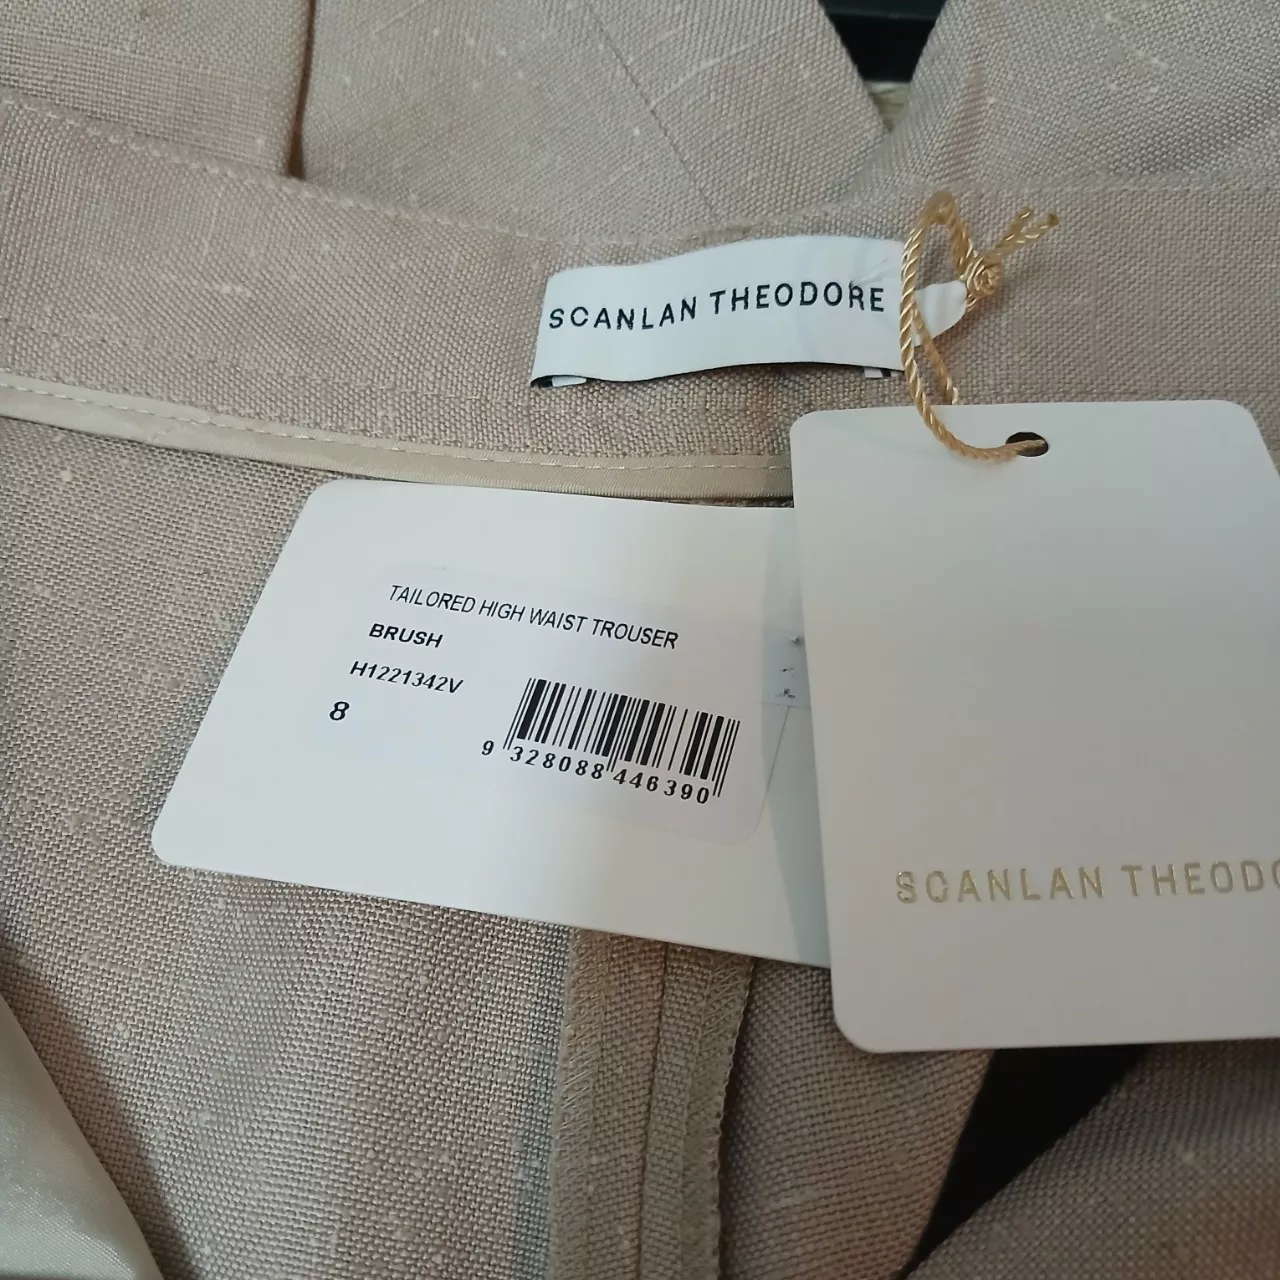 SCANLAN THEODORE
TAILORED HIGH WAIST TROUSER
BRUSH
H1221342V
8
9 328088 446390
SCANLAN THEODO